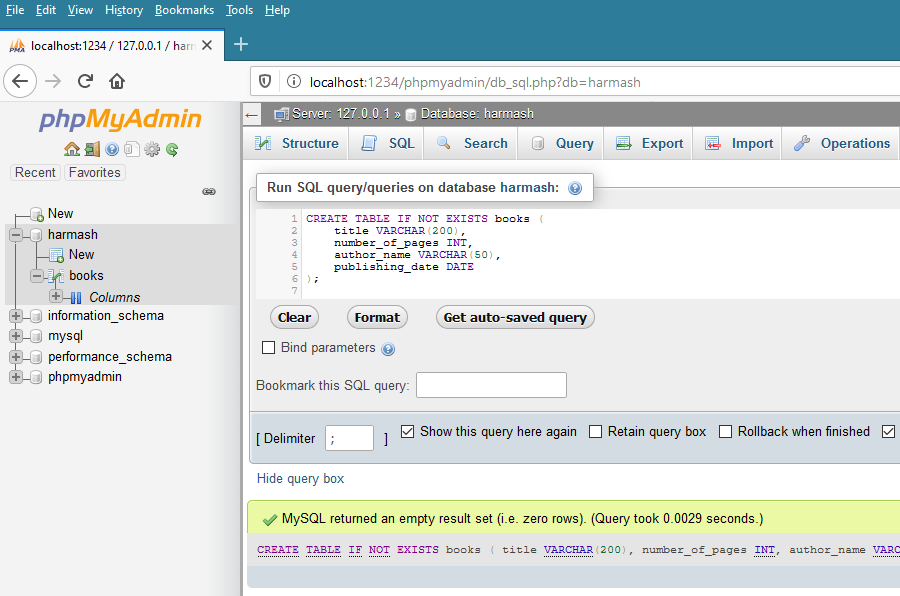 File Edit View History Bookmarks Tools Help
localhost:1234 / 127.0.0.1 / harm
localhost:1234/phpmyadmin/db_sql.php?db=harmash
phpMyAdmin
Recent Favorites
New
harmash
New
books
Columns
information_schema
mysql
performance_schema
phpmyadmin
Server: 127.0.0.1 » Database: harmash
Structure SQL Search Query Export Import Operations
Run SQL query/queries on database harmash:
1 CREATE TABLE IF NOT EXISTS books (
2 title VARCHAR(200),
3 number_of_pages INT,
4 author_name VARCHAR(50),
5 publishing_date DATE
6 );
7
Clear Format Get auto-saved query
Bind parameters
Bookmark this SQL query:
[ Delimiter ; ] Show this query here again Retain query box Rollback when finished
Hide query box
MySQL returned an empty result set (i.e. zero rows). (Query took 0.0029 seconds.)
CREATE TABLE IF NOT EXISTS books ( title VARCHAR(200), number_of_pages INT, author_name VARC